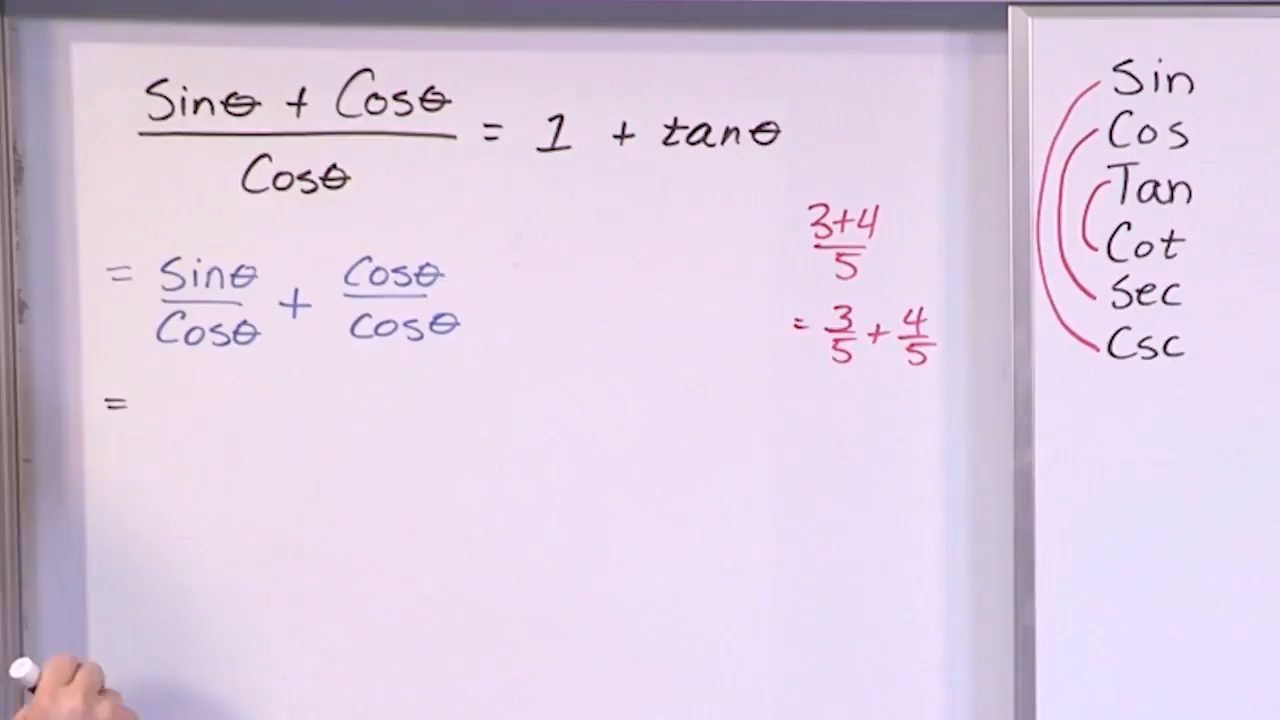 Sinθ + Cosθ
Cosθ
= 1 + tanθ
= Sinθ/Cosθ + Cosθ/Cosθ
=
3+4
5
= 3/5 + 4/5
Sin
Cos
Tan
Cot
Sec
Csc